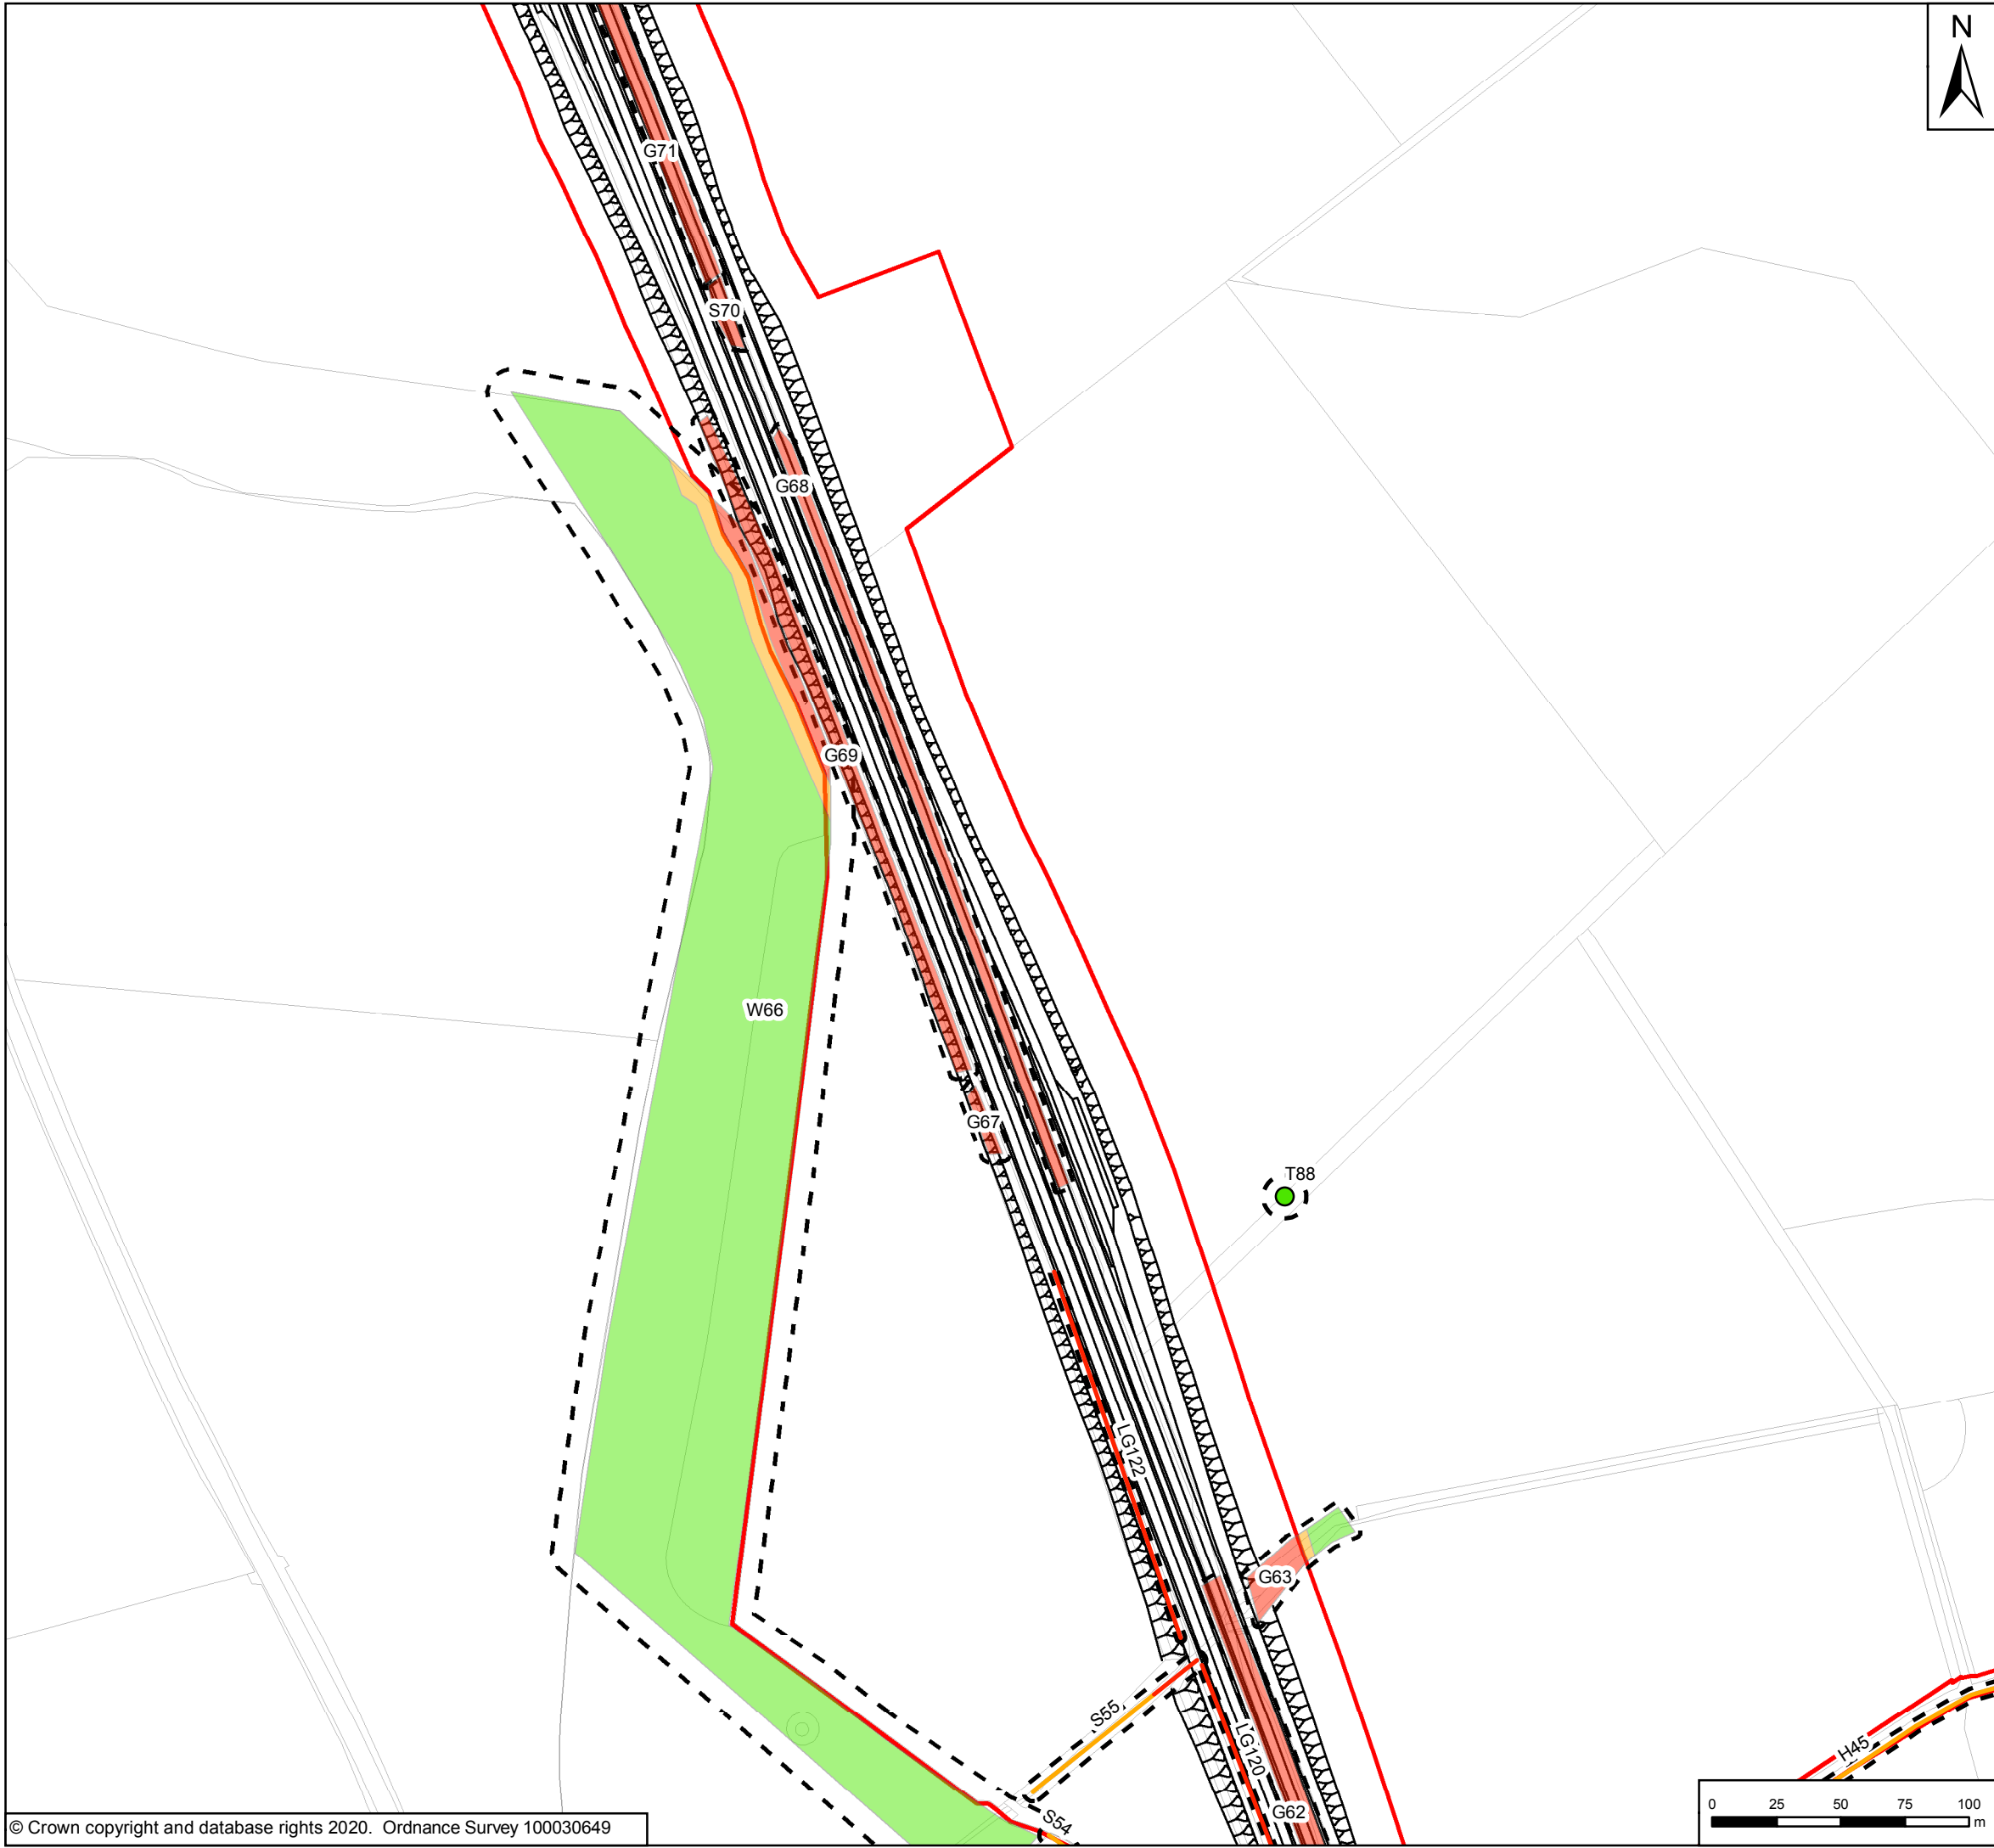 N
G71
S70
G68
G69
W66
G67
T88
LG122
G63
S55
LG120
H45
G62
S54
0 25 50 75 100
m
© Crown copyright and database rights 2020. Ordnance Survey 100030649